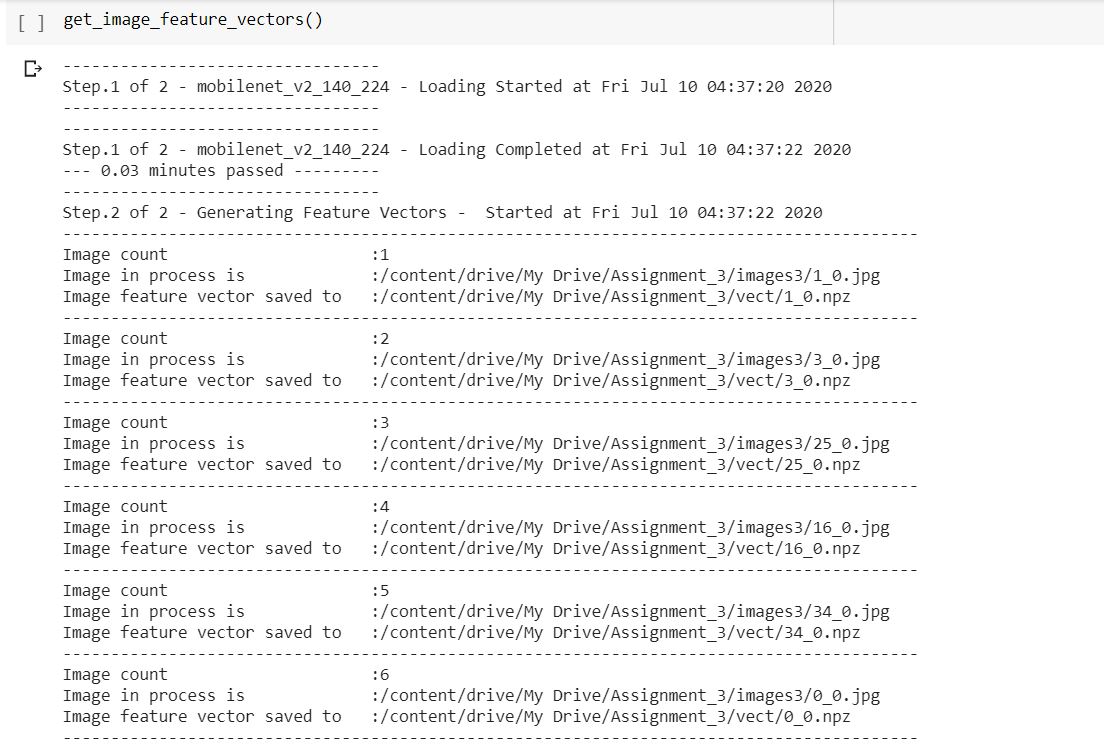 [ ] get_image_feature_vectors()
---------------------------------
Step.1 of 2 - mobilenet_v2_140_224 - Loading Started at Fri Jul 10 04:37:20 2020
---------------------------------
---------------------------------
Step.1 of 2 - mobilenet_v2_140_224 - Loading Completed at Fri Jul 10 04:37:22 2020
--- 0.03 minutes passed ---------
---------------------------------
Step.2 of 2 - Generating Feature Vectors -  Started at Fri Jul 10 04:37:22 2020
-----------------------------------------------------------------------------------------
Image count                     :1
Image in process is             :/content/drive/My Drive/Assignment_3/images3/1_0.jpg
Image feature vector saved to   :/content/drive/My Drive/Assignment_3/vect/1_0.npz
-----------------------------------------------------------------------------------------
Image count                     :2
Image in process is             :/content/drive/My Drive/Assignment_3/images3/3_0.jpg
Image feature vector saved to   :/content/drive/My Drive/Assignment_3/vect/3_0.npz
-----------------------------------------------------------------------------------------
Image count                     :3
Image in process is             :/content/drive/My Drive/Assignment_3/images3/25_0.jpg
Image feature vector saved to   :/content/drive/My Drive/Assignment_3/vect/25_0.npz
-----------------------------------------------------------------------------------------
Image count                     :4
Image in process is             :/content/drive/My Drive/Assignment_3/images3/16_0.jpg
Image feature vector saved to   :/content/drive/My Drive/Assignment_3/vect/16_0.npz
-----------------------------------------------------------------------------------------
Image count                     :5
Image in process is             :/content/drive/My Drive/Assignment_3/images3/34_0.jpg
Image feature vector saved to   :/content/drive/My Drive/Assignment_3/vect/34_0.npz
-----------------------------------------------------------------------------------------
Image count                     :6
Image in process is             :/content/drive/My Drive/Assignment_3/images3/0_0.jpg
Image feature vector saved to   :/content/drive/My Drive/Assignment_3/vect/0_0.npz
-----------------------------------------------------------------------------------------